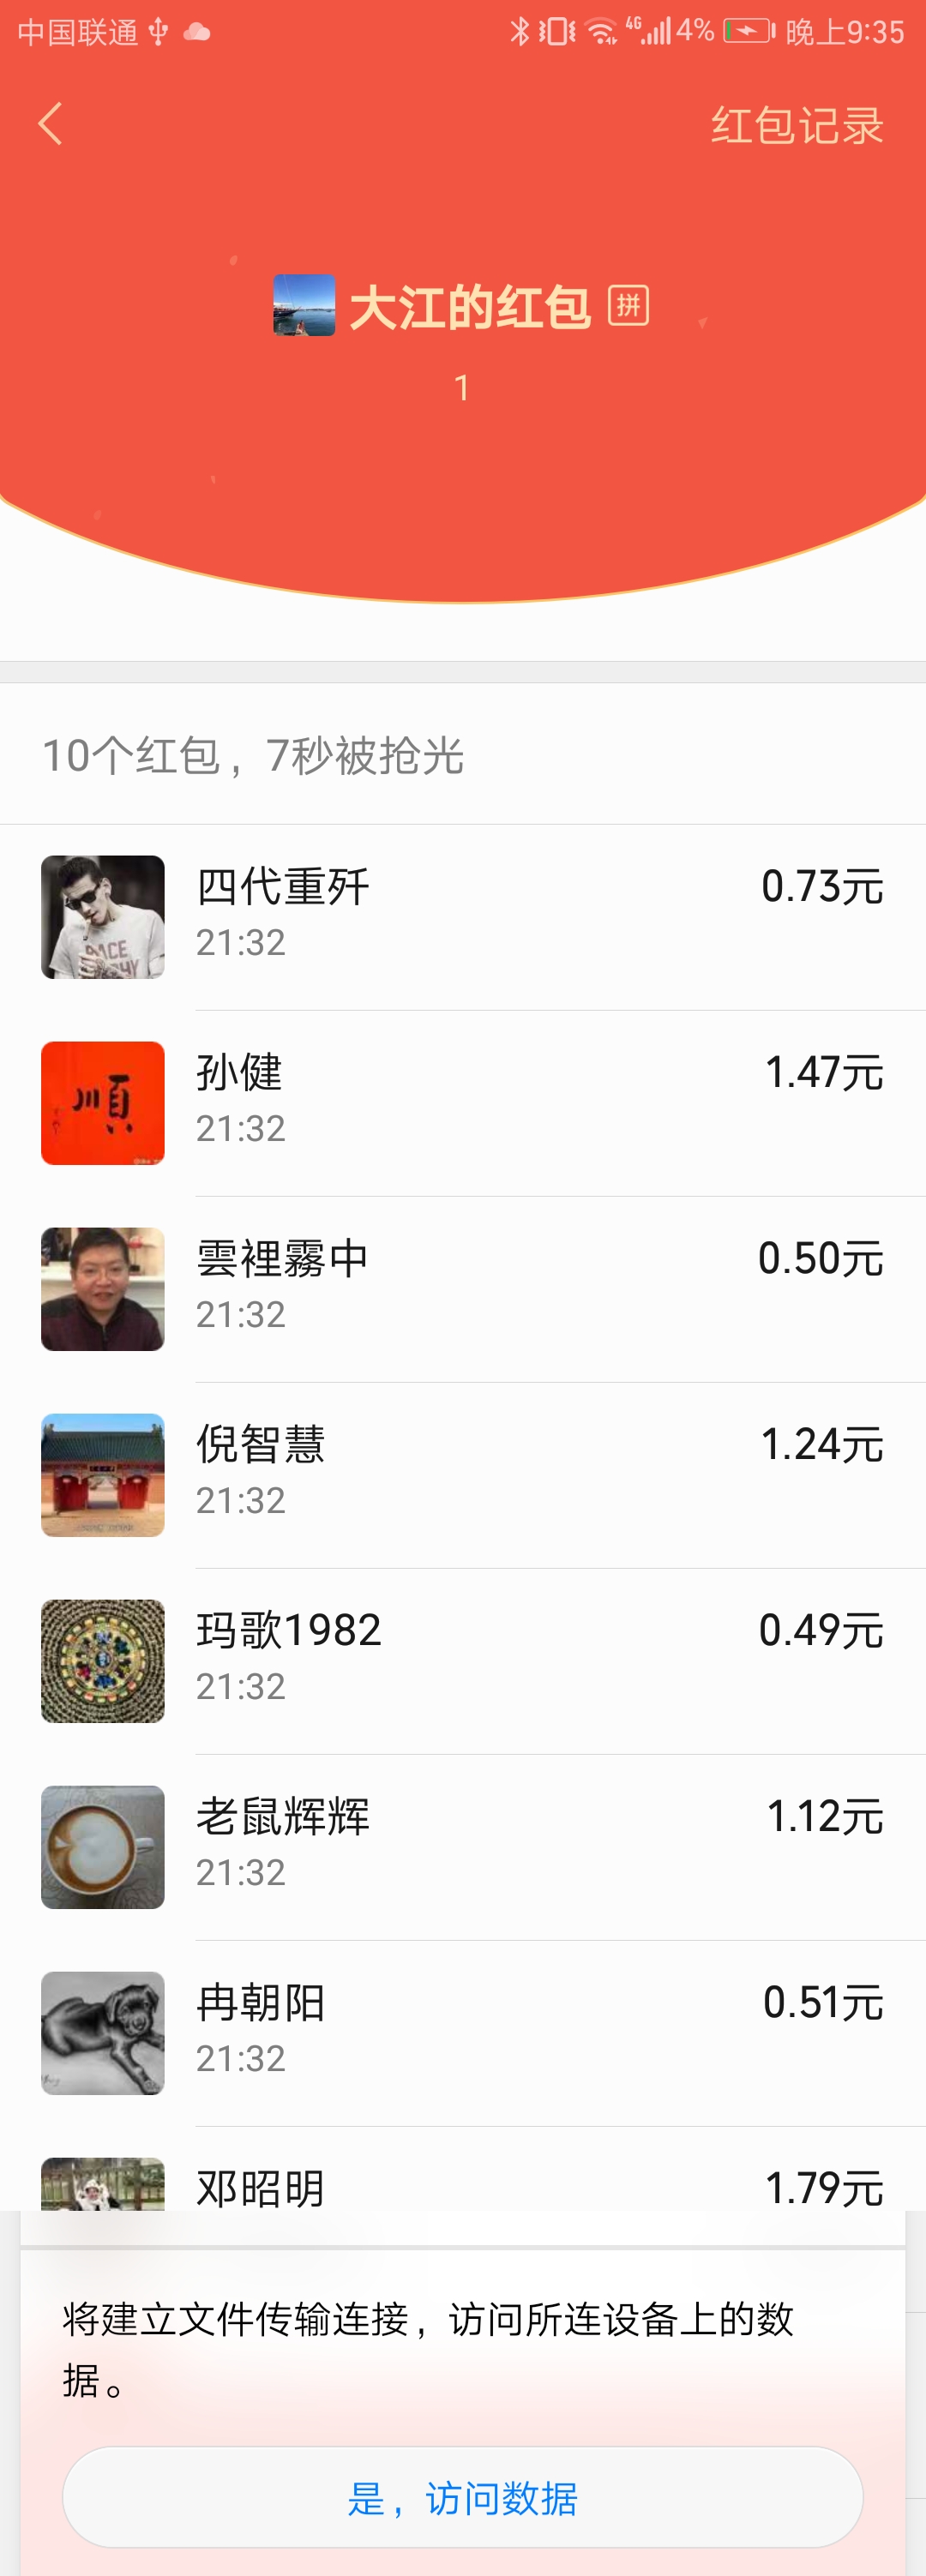 中国联通 4G 4% 晚上9:35
红包记录
大江的红包 拼
1
10个红包，7秒被抢光
四代重歼 0.73元
21:32
順
孙健 1.47元
21:32
雲裡霧中 0.50元
21:32
倪智慧 1.24元
21:32
玛歌1982 0.49元
21:32
老鼠辉辉 1.12元
21:32
冉朝阳 0.51元
21:32
邓昭明 1.79元
将建立文件传输连接，访问所连设备上的数
据。
是，访问数据